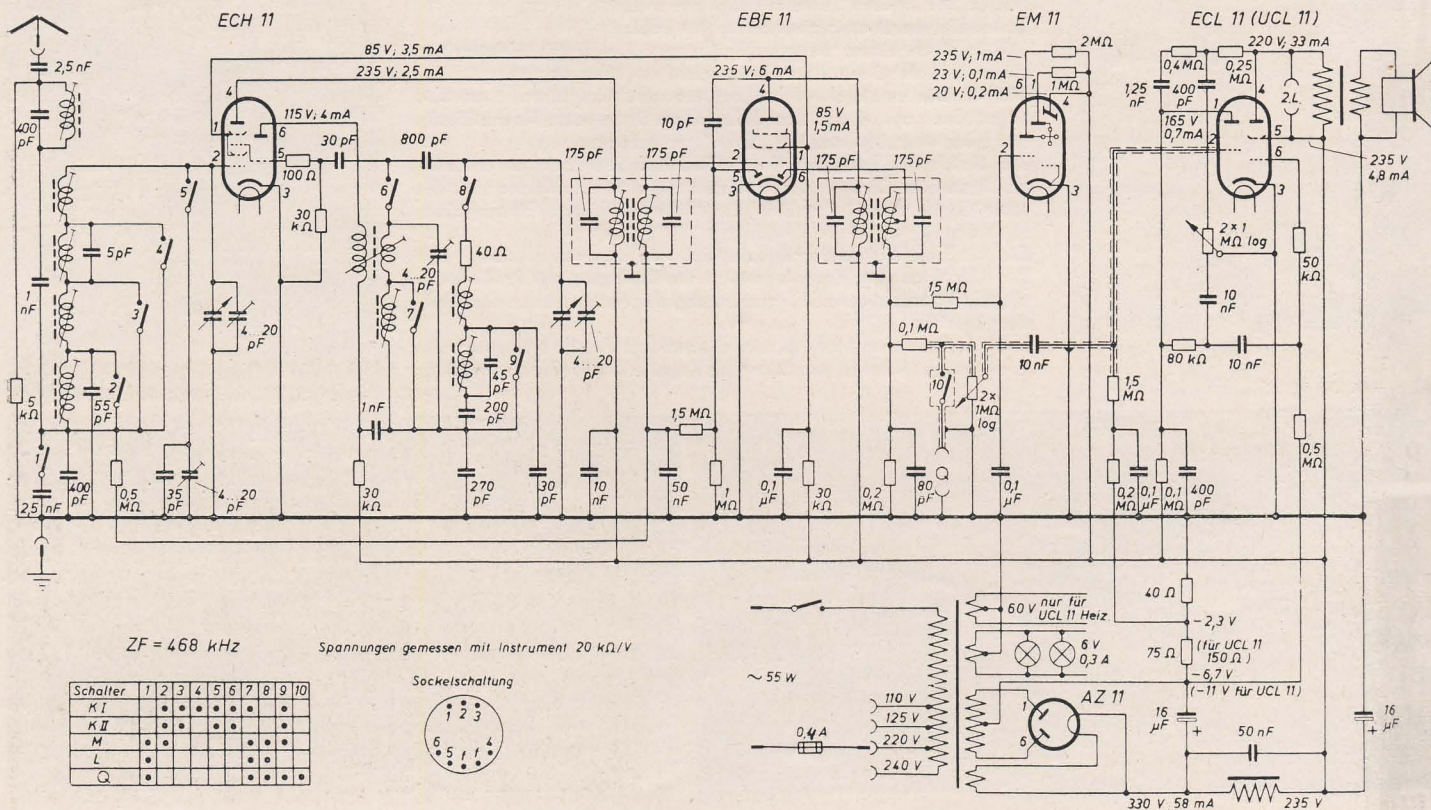 ECH 11
EBF 11
EM 11
ECL 11 (UCL 11)
85 V; 3,5 mA
235 V; 2,5 mA
115 V; 4 mA
235 V; 6 mA
85 V
1,5 mA
235 V; 1 mA
23 V; 0,1 mA
20 V; 0,2 mA
2 MΩ
1 MΩ
220 V; 33 mA
0,4 MΩ
0,25 MΩ
1,25 nF
400 pF
165 V
0,7 mA
2.L.
235 V
4,8 mA
2,5 nF
400 pF
30 pF
800 pF
10 pF
175 pF
175 pF
175 pF
175 pF
100 Ω
30 kΩ
40 Ω
5 pF
1 nF
4...20 pF
4...20 pF
4...20 pF
45 pF
200 pF
1 nF
5 kΩ
55 pF
2 × 1 MΩ log
50 kΩ
10 nF
80 kΩ
10 nF
1,5 MΩ
0,1 MΩ
10 nF
2 × 1MΩ log
1,5 MΩ
1,5 MΩ
2,5 nF
400 pF
0,5 MΩ
35 pF
4...20 pF
30 kΩ
270 pF
30 pF
10 nF
50 nF
1 MΩ
0,1 µF
30 kΩ
0,2 MΩ
80 pF
Q
0,1 µF
0,2 MΩ
0,1 µF
0,1 MΩ
400 pF
0,5 MΩ
40 Ω
- 2,3 V
75 Ω
(für UCL 11
150 Ω)
- 6,7 V
(-11 V für UCL 11)
60 V
nur für
UCL 11 Heiz.
6 V
0,3 A
AZ 11
16 µF
+
50 nF
16 µF
+
330 V, 58 mA
235 V
~ 55 W
0,4 A
110 V
125 V
220 V
240 V
ZF = 468 kHz
Spannungen gemessen mit Instrument 20 kΩ/V
Sockelschaltung
1 2 3
6 4
5 f f
Schalter 1 2 3 4 5 6 7 8 9 10
K I • • • • • • •
K II • • • • •
M • • • • •
L • • •
Q • • • •